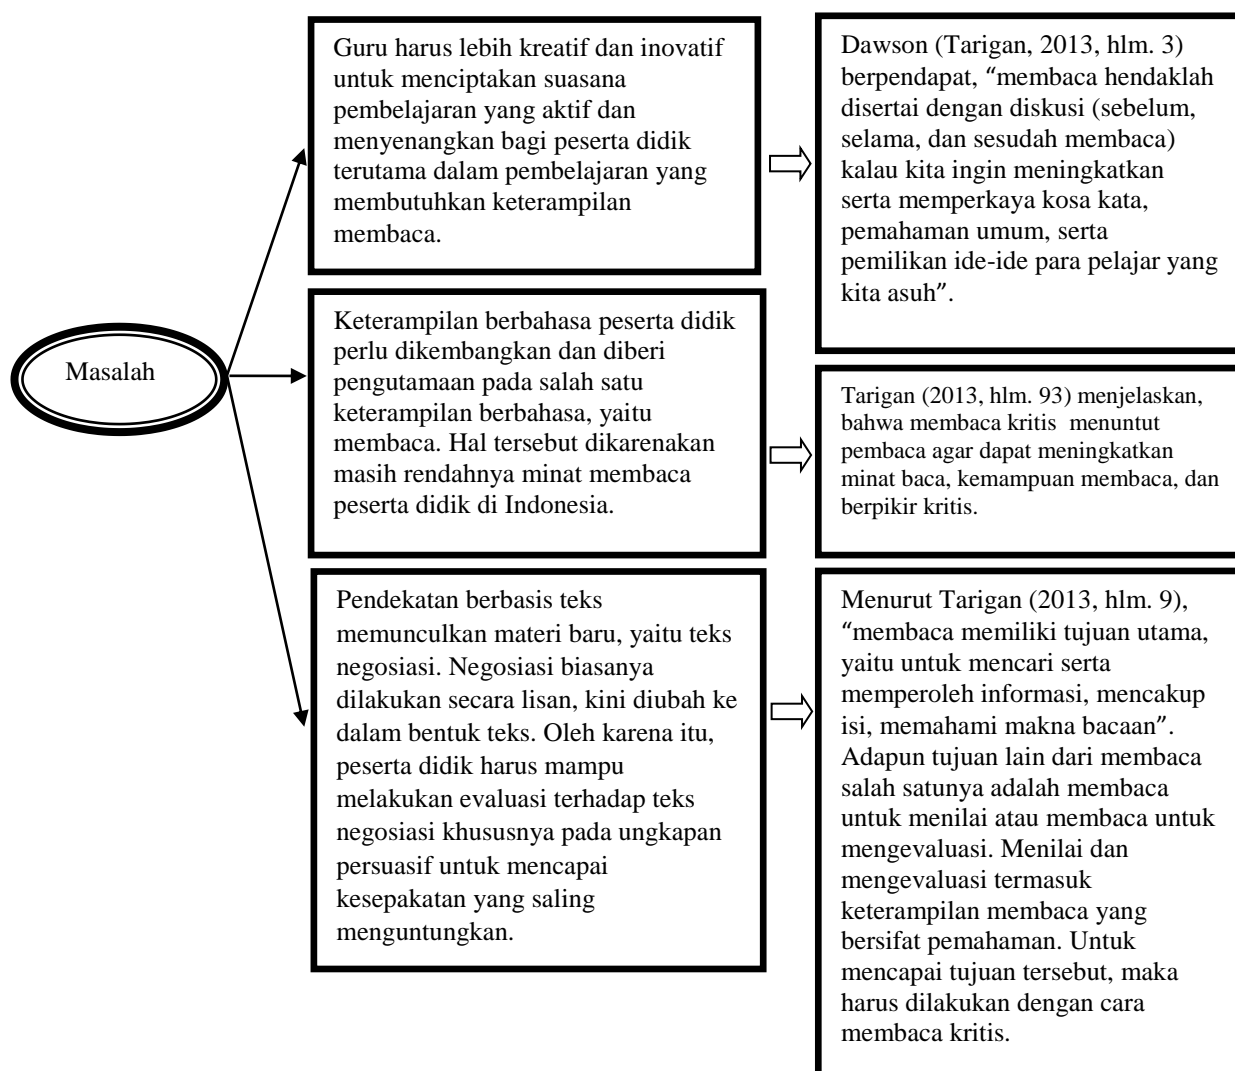 Masalah
Guru harus lebih kreatif dan inovatif
untuk menciptakan suasana
pembelajaran yang aktif dan
menyenangkan bagi peserta didik
terutama dalam pembelajaran yang
membutuhkan keterampilan
membaca.
Dawson (Tarigan, 2013, hlm. 3)
berpendapat, “membaca hendaklah
disertai dengan diskusi (sebelum,
selama, dan sesudah membaca)
kalau kita ingin meningkatkan
serta memperkaya kosa kata,
pemahaman umum, serta
pemilikan ide-ide para pelajar yang
kita asuh”.
Keterampilan berbahasa peserta didik
perlu dikembangkan dan diberi
pengutamaan pada salah satu
keterampilan berbahasa, yaitu
membaca. Hal tersebut dikarenakan
masih rendahnya minat membaca
peserta didik di Indonesia.
Tarigan (2013, hlm. 93) menjelaskan,
bahwa membaca kritis  menuntut
pembaca agar dapat meningkatkan
minat baca, kemampuan membaca, dan
berpikir kritis.
Pendekatan berbasis teks
memunculkan materi baru, yaitu teks
negosiasi. Negosiasi biasanya
dilakukan secara lisan, kini diubah ke
dalam bentuk teks. Oleh karena itu,
peserta didik harus mampu
melakukan evaluasi terhadap teks
negosiasi khususnya pada ungkapan
persuasif untuk mencapai
kesepakatan yang saling
menguntungkan.
Menurut Tarigan (2013, hlm. 9),
“membaca memiliki tujuan utama,
yaitu untuk mencari serta
memperoleh informasi, mencakup
isi, memahami makna bacaan”.
Adapun tujuan lain dari membaca
salah satunya adalah membaca
untuk menilai atau membaca untuk
mengevaluasi. Menilai dan
mengevaluasi termasuk
keterampilan membaca yang
bersifat pemahaman. Untuk
mencapai tujuan tersebut, maka
harus dilakukan dengan cara
membaca kritis.